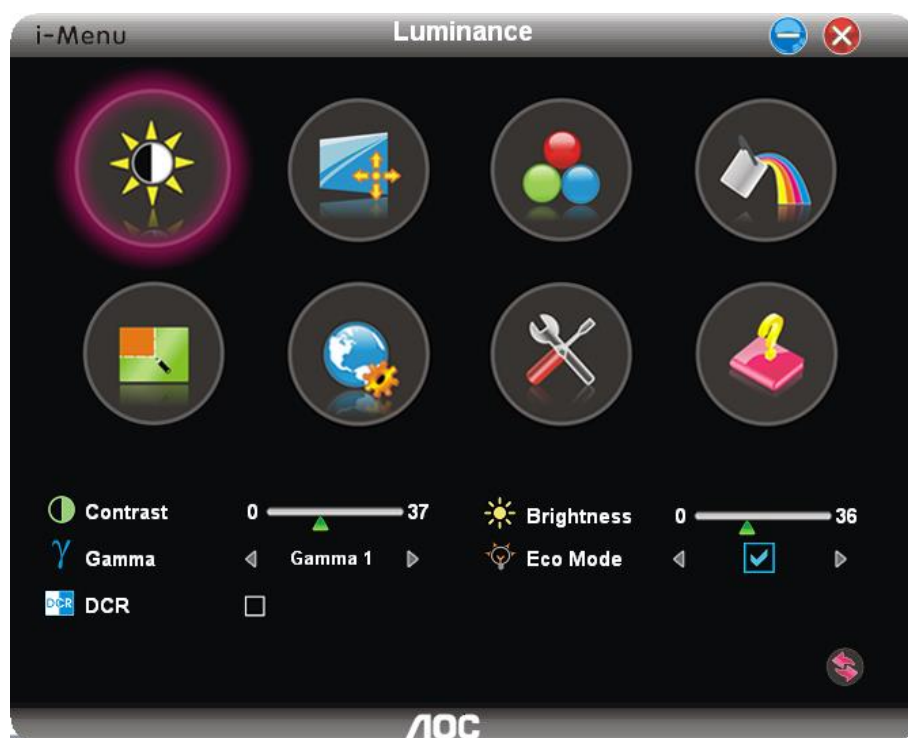 i-Menu Luminance
Contrast 0 37 Brightness 0 36
γ Gamma Gamma 1 Eco Mode
DCR DCR
AOC